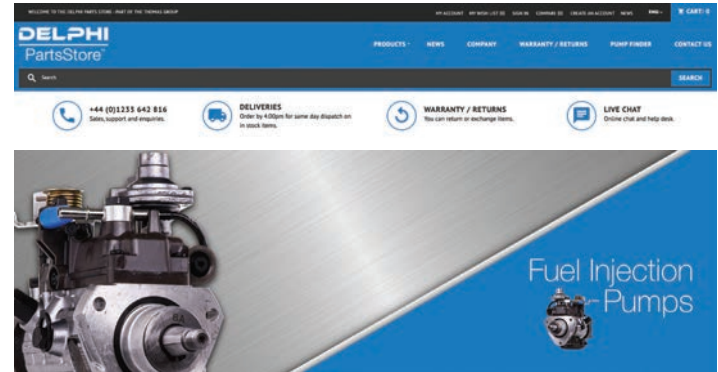 WELCOME TO THE DELPHI PARTS STORE - PART OF THE THOMAS GROUP
MY ACCOUNT MY WISH LIST (0) SIGN IN COMPARE (0) CREATE AN ACCOUNT NEWS
CART: 0
DELPHI
PartsStore
PRODUCTS NEWS COMPANY WARRANTY / RETURNS PUMP FINDER CONTACT US
Search
SEARCH
+44 (0)1235 642 816
Sales, support and enquiries.
DELIVERIES
Order by 4:00pm for same day dispatch on
in stock items.
WARRANTY / RETURNS
You can return or exchange items.
LIVE CHAT
Online chat and help desk.
Fuel Injection
Pumps